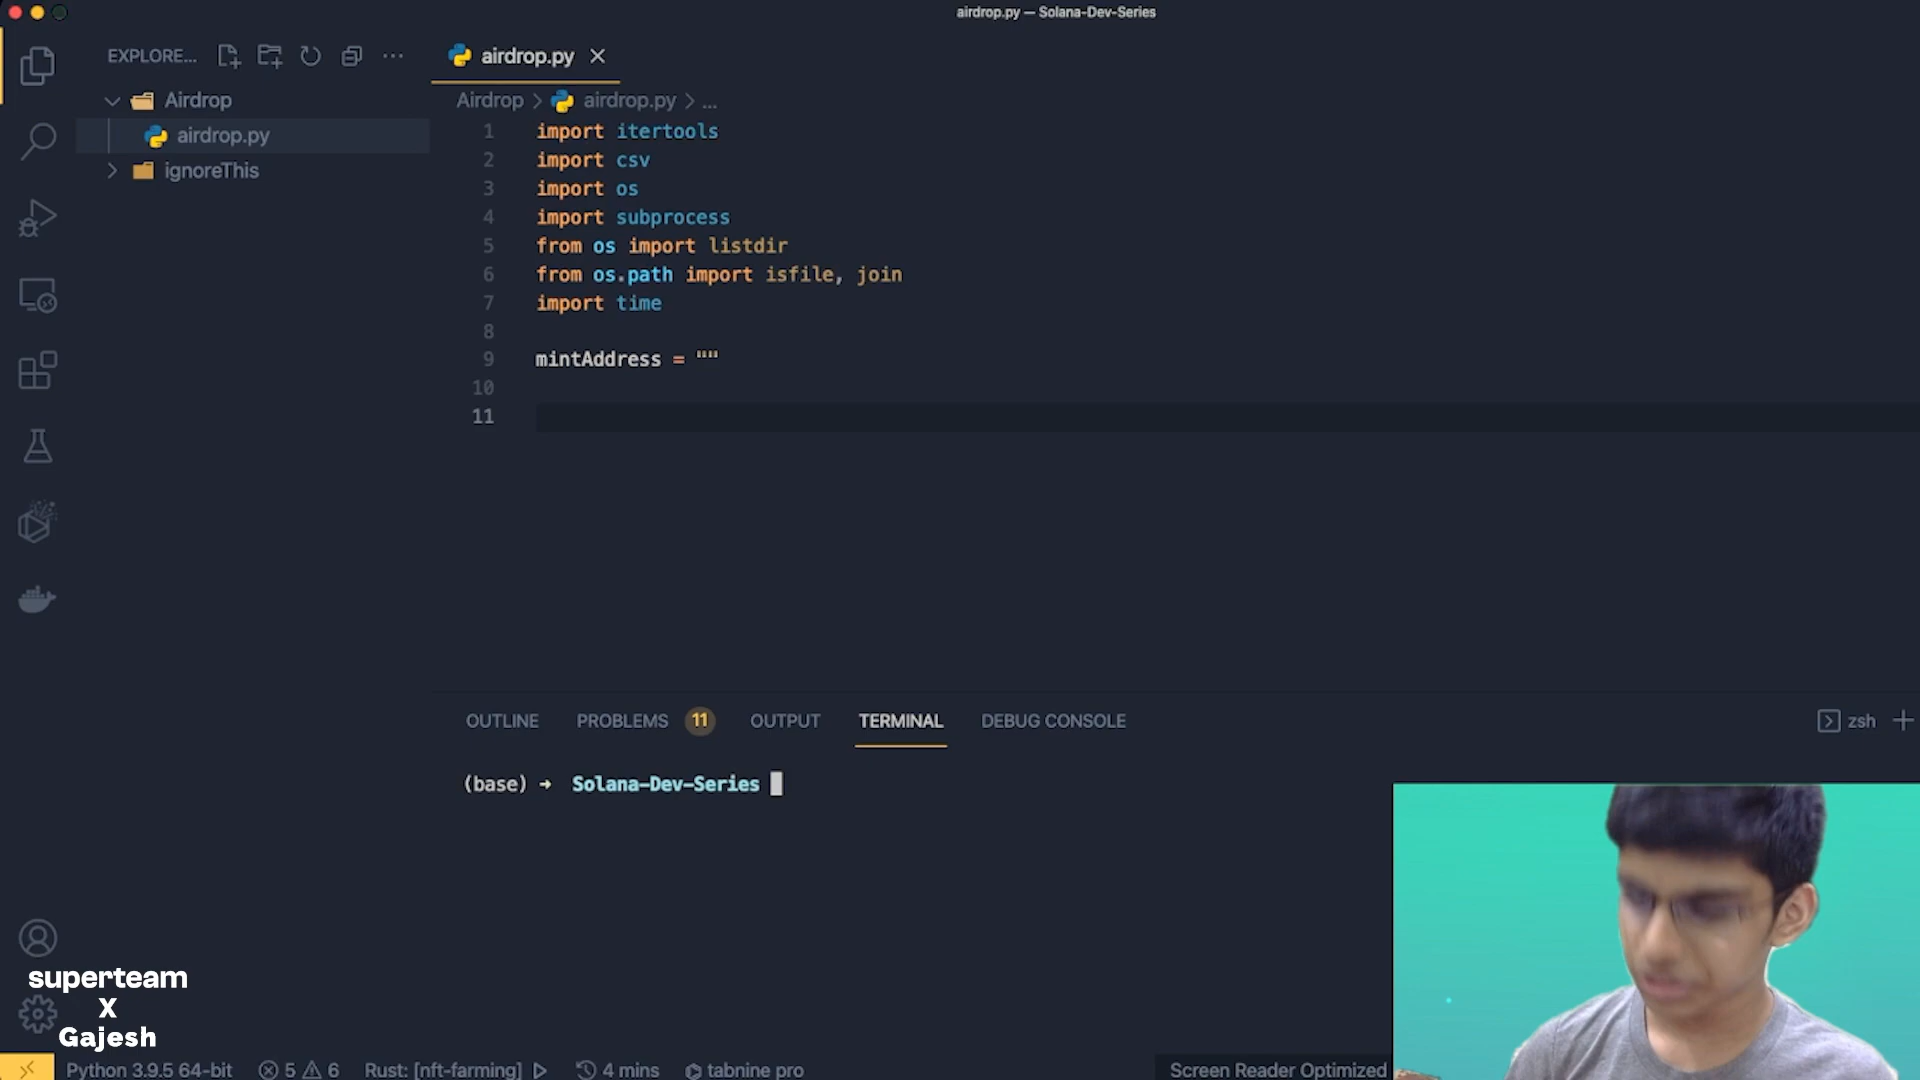 airdrop.py — Solana-Dev-Series
EXPLORE...
airdrop.py
Airdrop
Airdrop > airdrop.py > ...
airdrop.py
ignoreThis
1 import itertools
2 import csv
3 import os
4 import subprocess
5 from os import listdir
6 from os.path import isfile, join
7 import time
8
9 mintAddress = ""
10
11
OUTLINE PROBLEMS 11 OUTPUT TERMINAL DEBUG CONSOLE
zsh
(base) → Solana-Dev-Series
superteam
X
Gajesh
Python 3.9.5 64-bit 5 6 Rust: [nft-farming] 4 mins tabnine pro Screen Reader Optimized